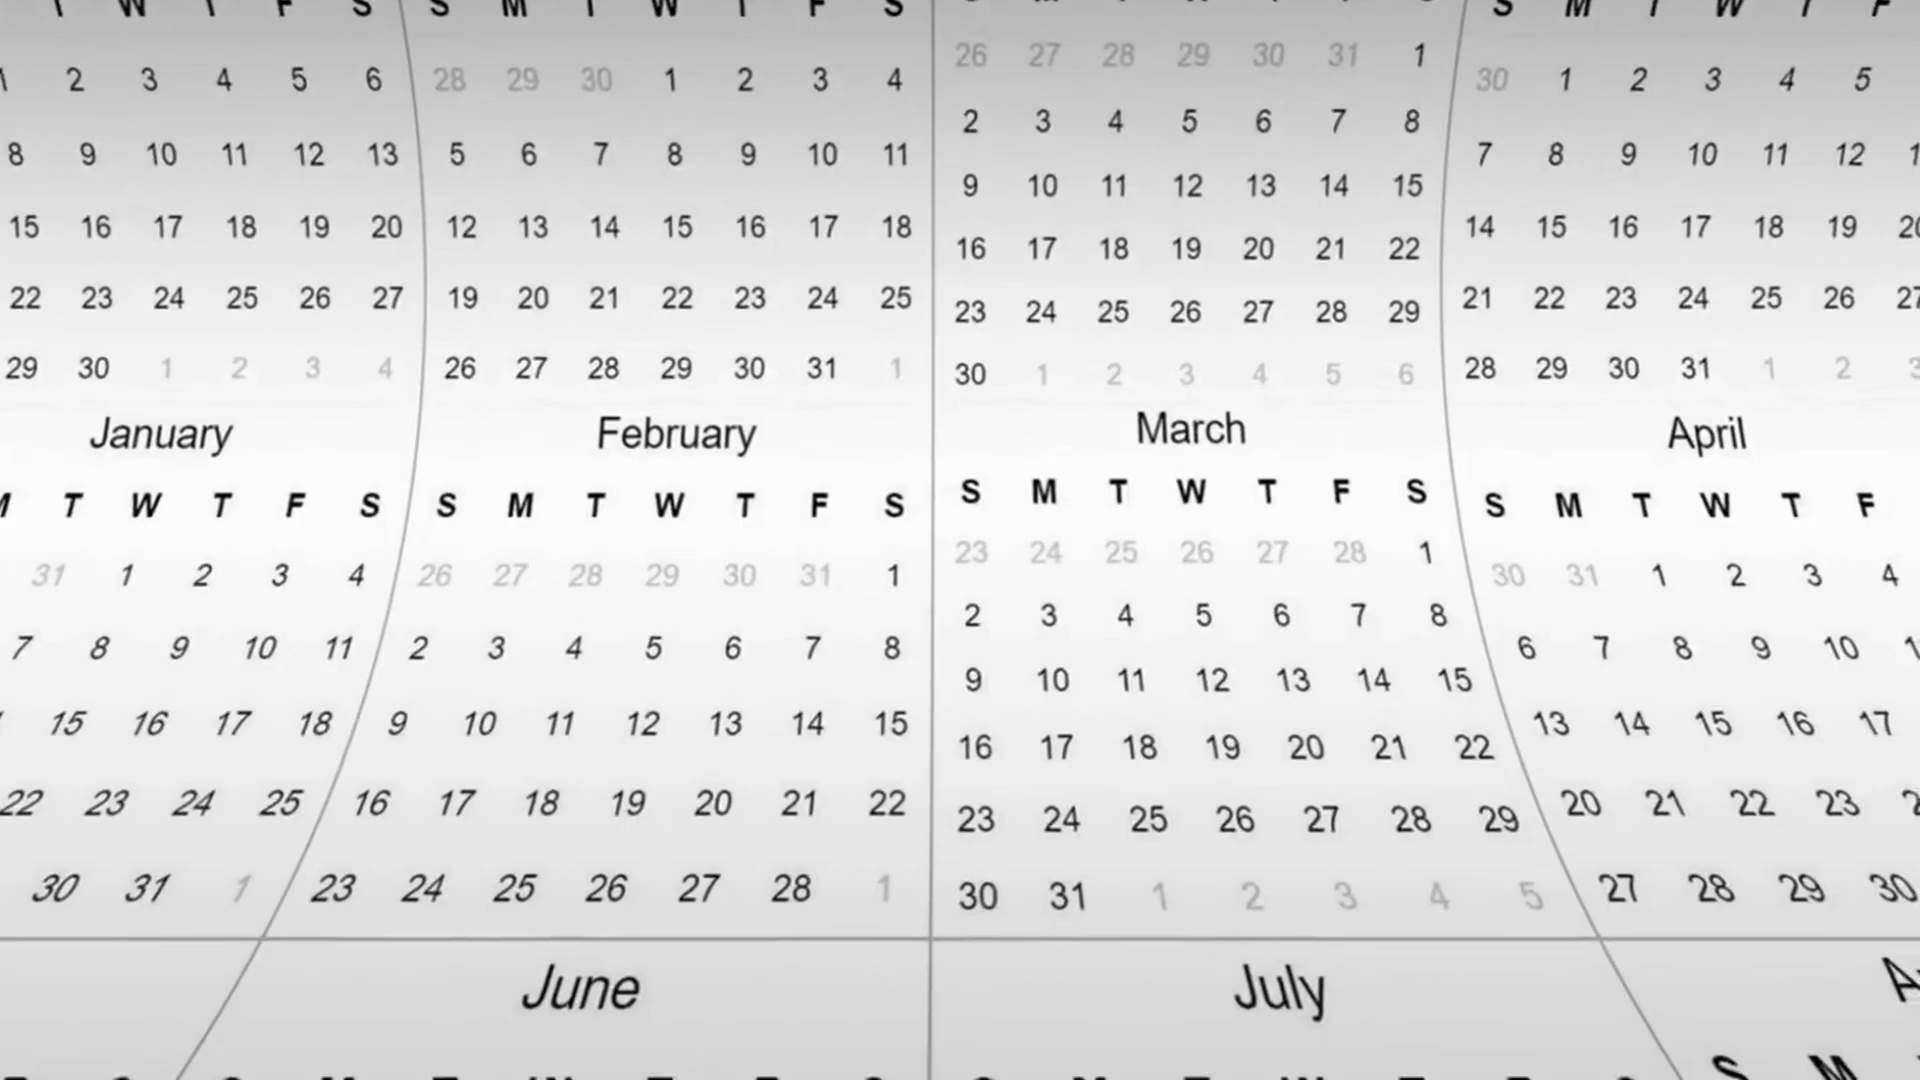 T W T F S S M T W T F S S M T W T F
26 27 28 29 30 31 1
2 3 4 5 6 28 29 30 1 2 3 4 30 1 2 3 4 5
2 3 4 5 6 7 8
8 9 10 11 12 13 5 6 7 8 9 10 11 7 8 9 10 11 12
9 10 11 12 13 14 15
15 16 17 18 19 20 12 13 14 15 16 17 18 14 15 16 17 18 19 20
16 17 18 19 20 21 22
22 23 24 25 26 27 19 20 21 22 23 24 25 21 22 23 24 25 26 27
23 24 25 26 27 28 29
29 30 1 2 3 4 26 27 28 29 30 31 1 28 29 30 31 1 2 3
30 1 2 3 4 5 6
January February March April
S M T W T F S
T W T F S S M T W T F S S M T W T F
23 24 25 26 27 28 1
31 1 2 3 4 26 27 28 29 30 31 1 30 31 1 2 3 4
2 3 4 5 6 7 8
7 8 9 10 11 2 3 4 5 6 7 8 6 7 8 9 10
9 10 11 12 13 14 15
15 16 17 18 9 10 11 12 13 14 15 13 14 15 16 17
16 17 18 19 20 21 22
22 23 24 25 16 17 18 19 20 21 22 20 21 22 23
23 24 25 26 27 28 29
30 31 1 23 24 25 26 27 28 1 27 28 29 30
30 31 1 2 3 4 5
June July
S M